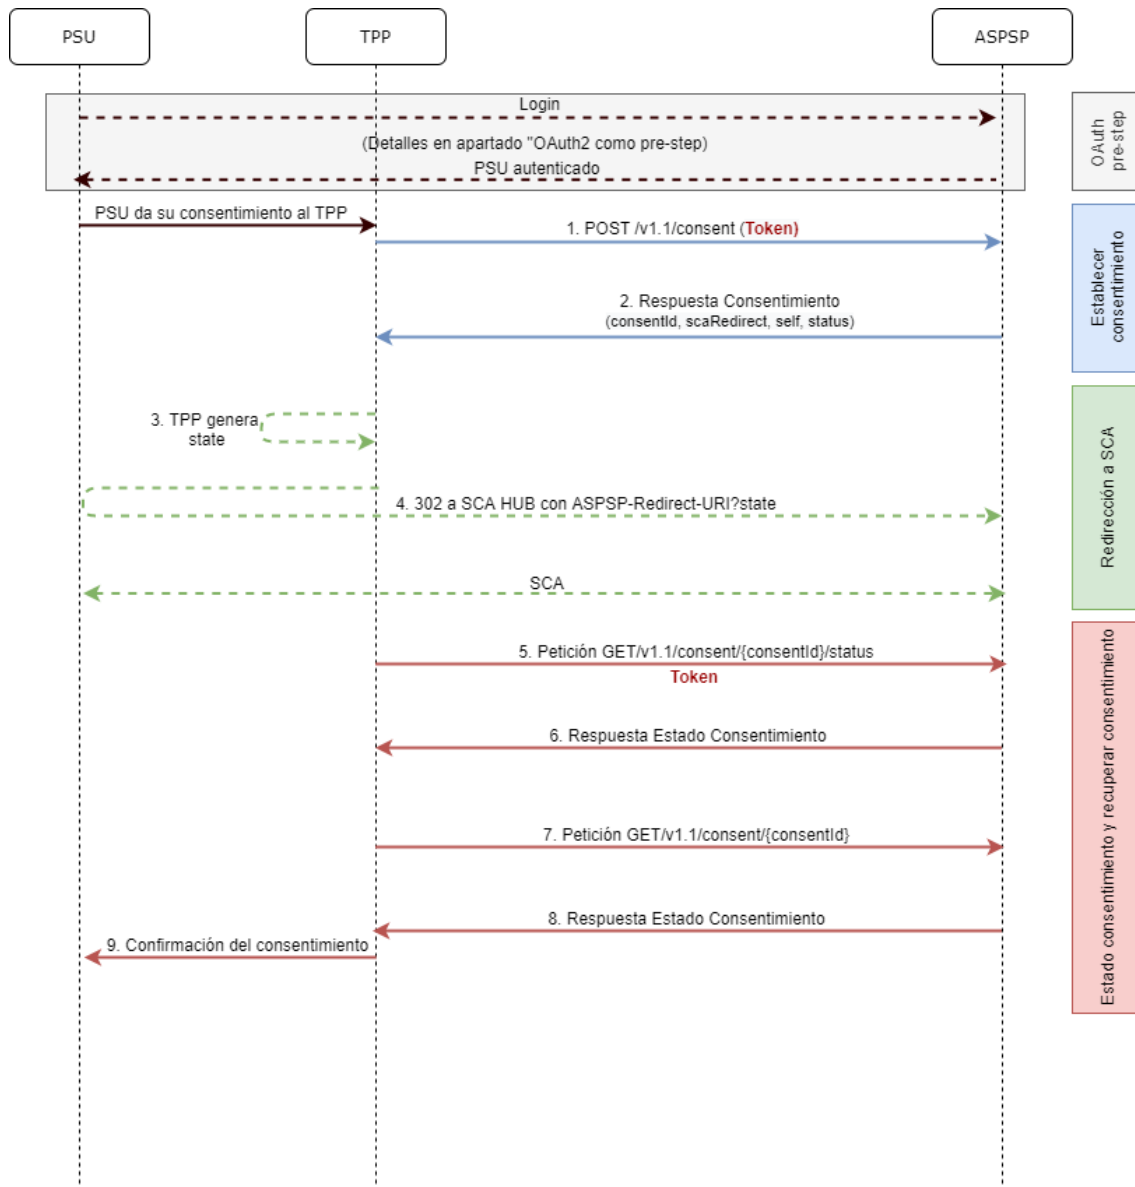 PSU
TPP
ASPSP
Login
(Detalles en apartado "OAuth2 como pre-step)
PSU autenticado
OAuth
pre-step
PSU da su consentimiento al TPP
1. POST /v1.1/consent (Token)
2. Respuesta Consentimiento
(consentId, scaRedirect, self, status)
Establecer
consentimiento
3. TPP genera
state
4. 302 a SCA HUB con ASPSP-Redirect-URI?state
SCA
Redirección a SCA
5. Petición GET/v1.1/consent/{consentId}/status
Token
6. Respuesta Estado Consentimiento
7. Petición GET/v1.1/consent/{consentId}
8. Respuesta Estado Consentimiento
9. Confirmación del consentimiento
Estado consentimiento y recuperar consentimiento